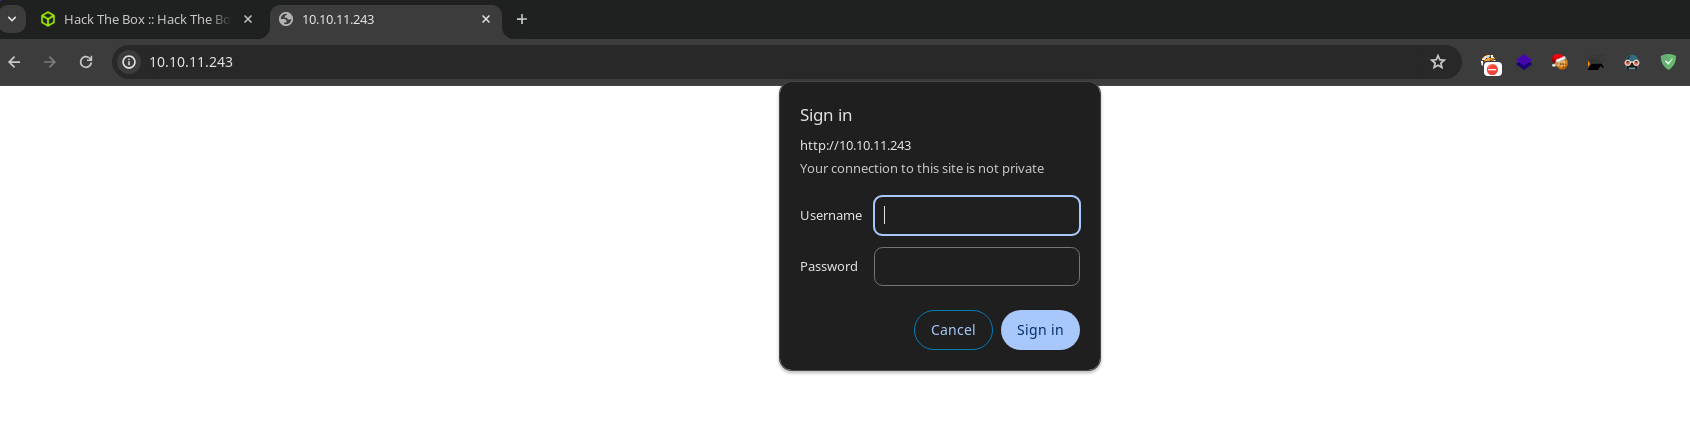 Hack The Box :: Hack The Bo
10.10.11.243
10.10.11.243
Sign in
http://10.10.11.243
Your connection to this site is not private
Username
Password
Cancel Sign in